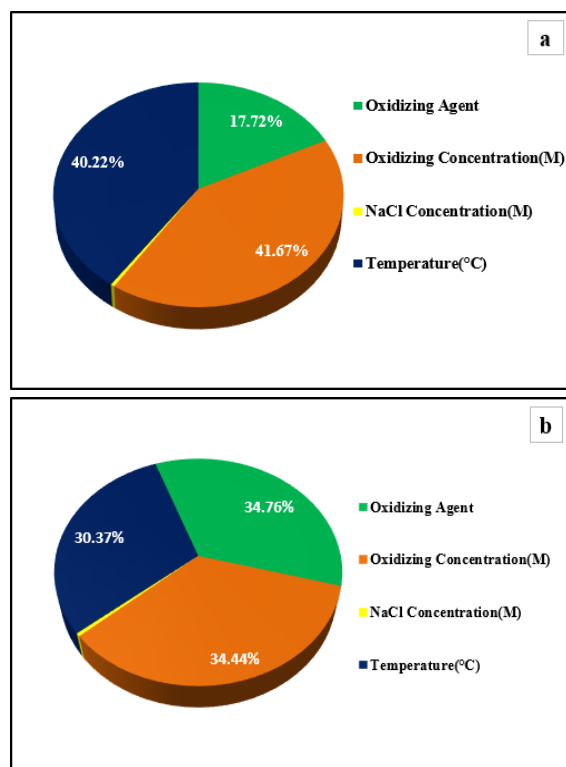 a
Oxidizing Agent
17.72%
Oxidizing Concentration(M)
40.22%
NaCl Concentration(M)
41.67%
Temperature(°C)
b
Oxidizing Agent
34.76%
Oxidizing Concentration(M)
30.37%
NaCl Concentration(M)
34.44%
Temperature(°C)